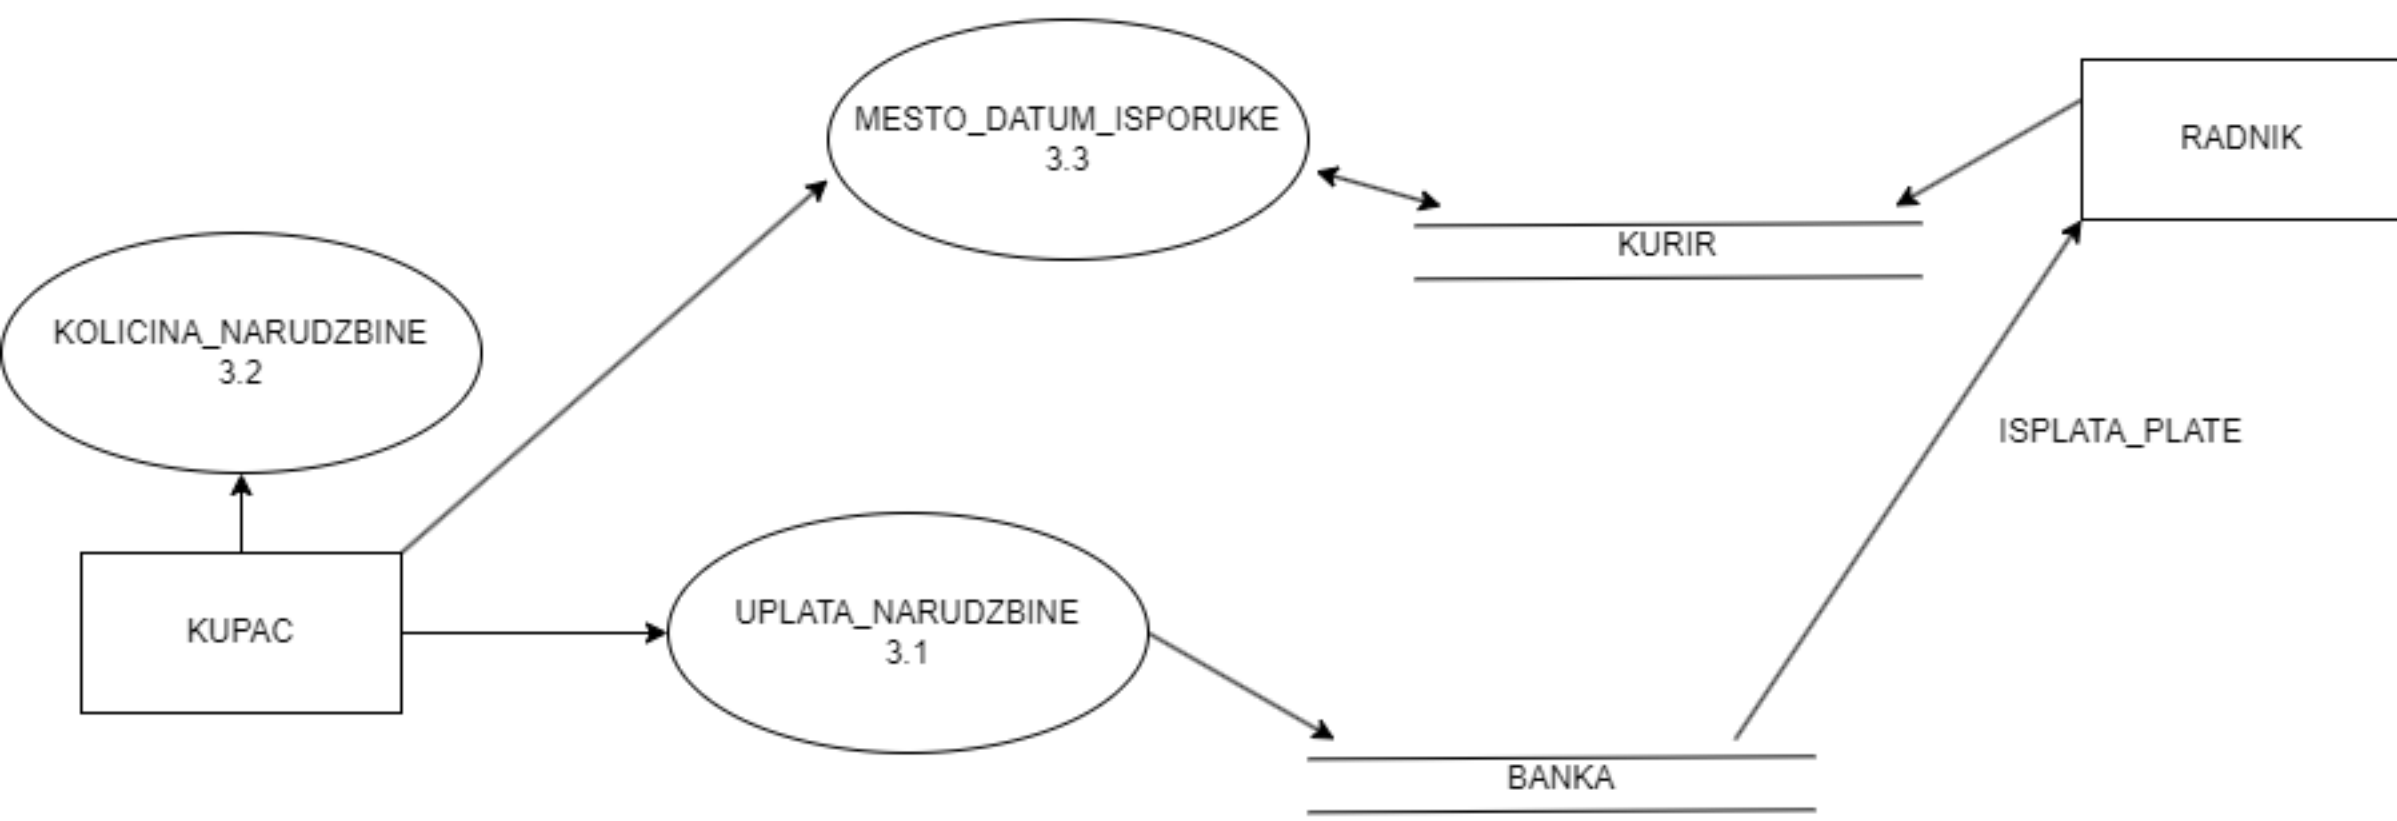 MESTO_DATUM_ISPORUKE
3.3
RADNIK
KURIR
KOLICINA_NARUDZBINE
3.2
ISPLATA_PLATE
KUPAC
UPLATA_NARUDZBINE
3.1
BANKA